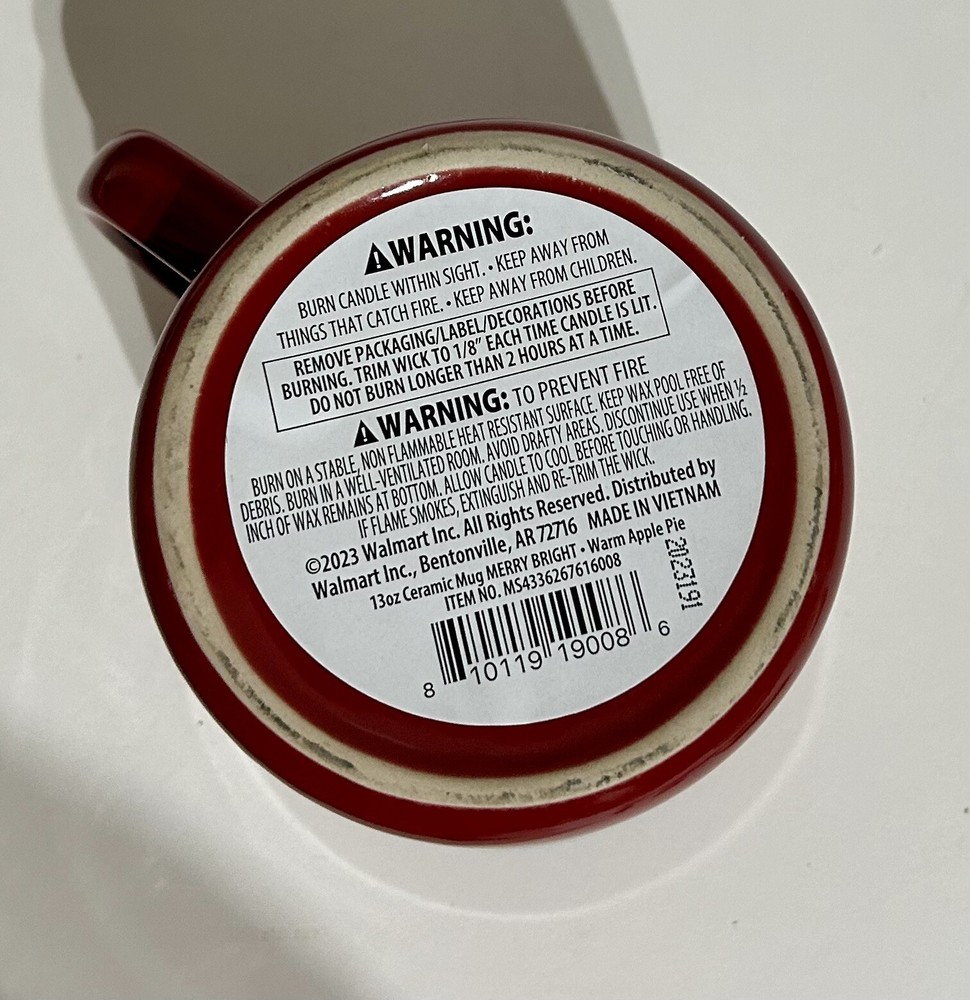 ⚠WARNING:
BURN CANDLE WITHIN SIGHT. • KEEP AWAY FROM
THINGS THAT CATCH FIRE. • KEEP AWAY FROM CHILDREN.
REMOVE PACKAGING/LABEL/DECORATIONS BEFORE
BURNING. TRIM WICK TO 1/8" EACH TIME CANDLE IS LIT.
DO NOT BURN LONGER THAN 2 HOURS AT A TIME.
⚠WARNING: TO PREVENT FIRE
BURN ON A STABLE, NON FLAMMABLE HEAT RESISTANT SURFACE. KEEP WAX POOL FREE OF
DEBRIS. BURN IN A WELL-VENTILATED ROOM. AVOID DRAFTY AREAS. DISCONTINUE USE WHEN ½
INCH OF WAX REMAINS AT BOTTOM. ALLOW CANDLE TO COOL BEFORE TOUCHING OR HANDLING.
IF FLAME SMOKES, EXTINGUISH AND RE-TRIM THE WICK.
©2023 Walmart Inc. All Rights Reserved. Distributed by
Walmart Inc., Bentonville, AR 72716 MADE IN VIETNAM
13oz Ceramic Mug MERRY BRIGHT • Warm Apple Pie
ITEM NO. MS4336267616008
2023191
8 10119 19008 6